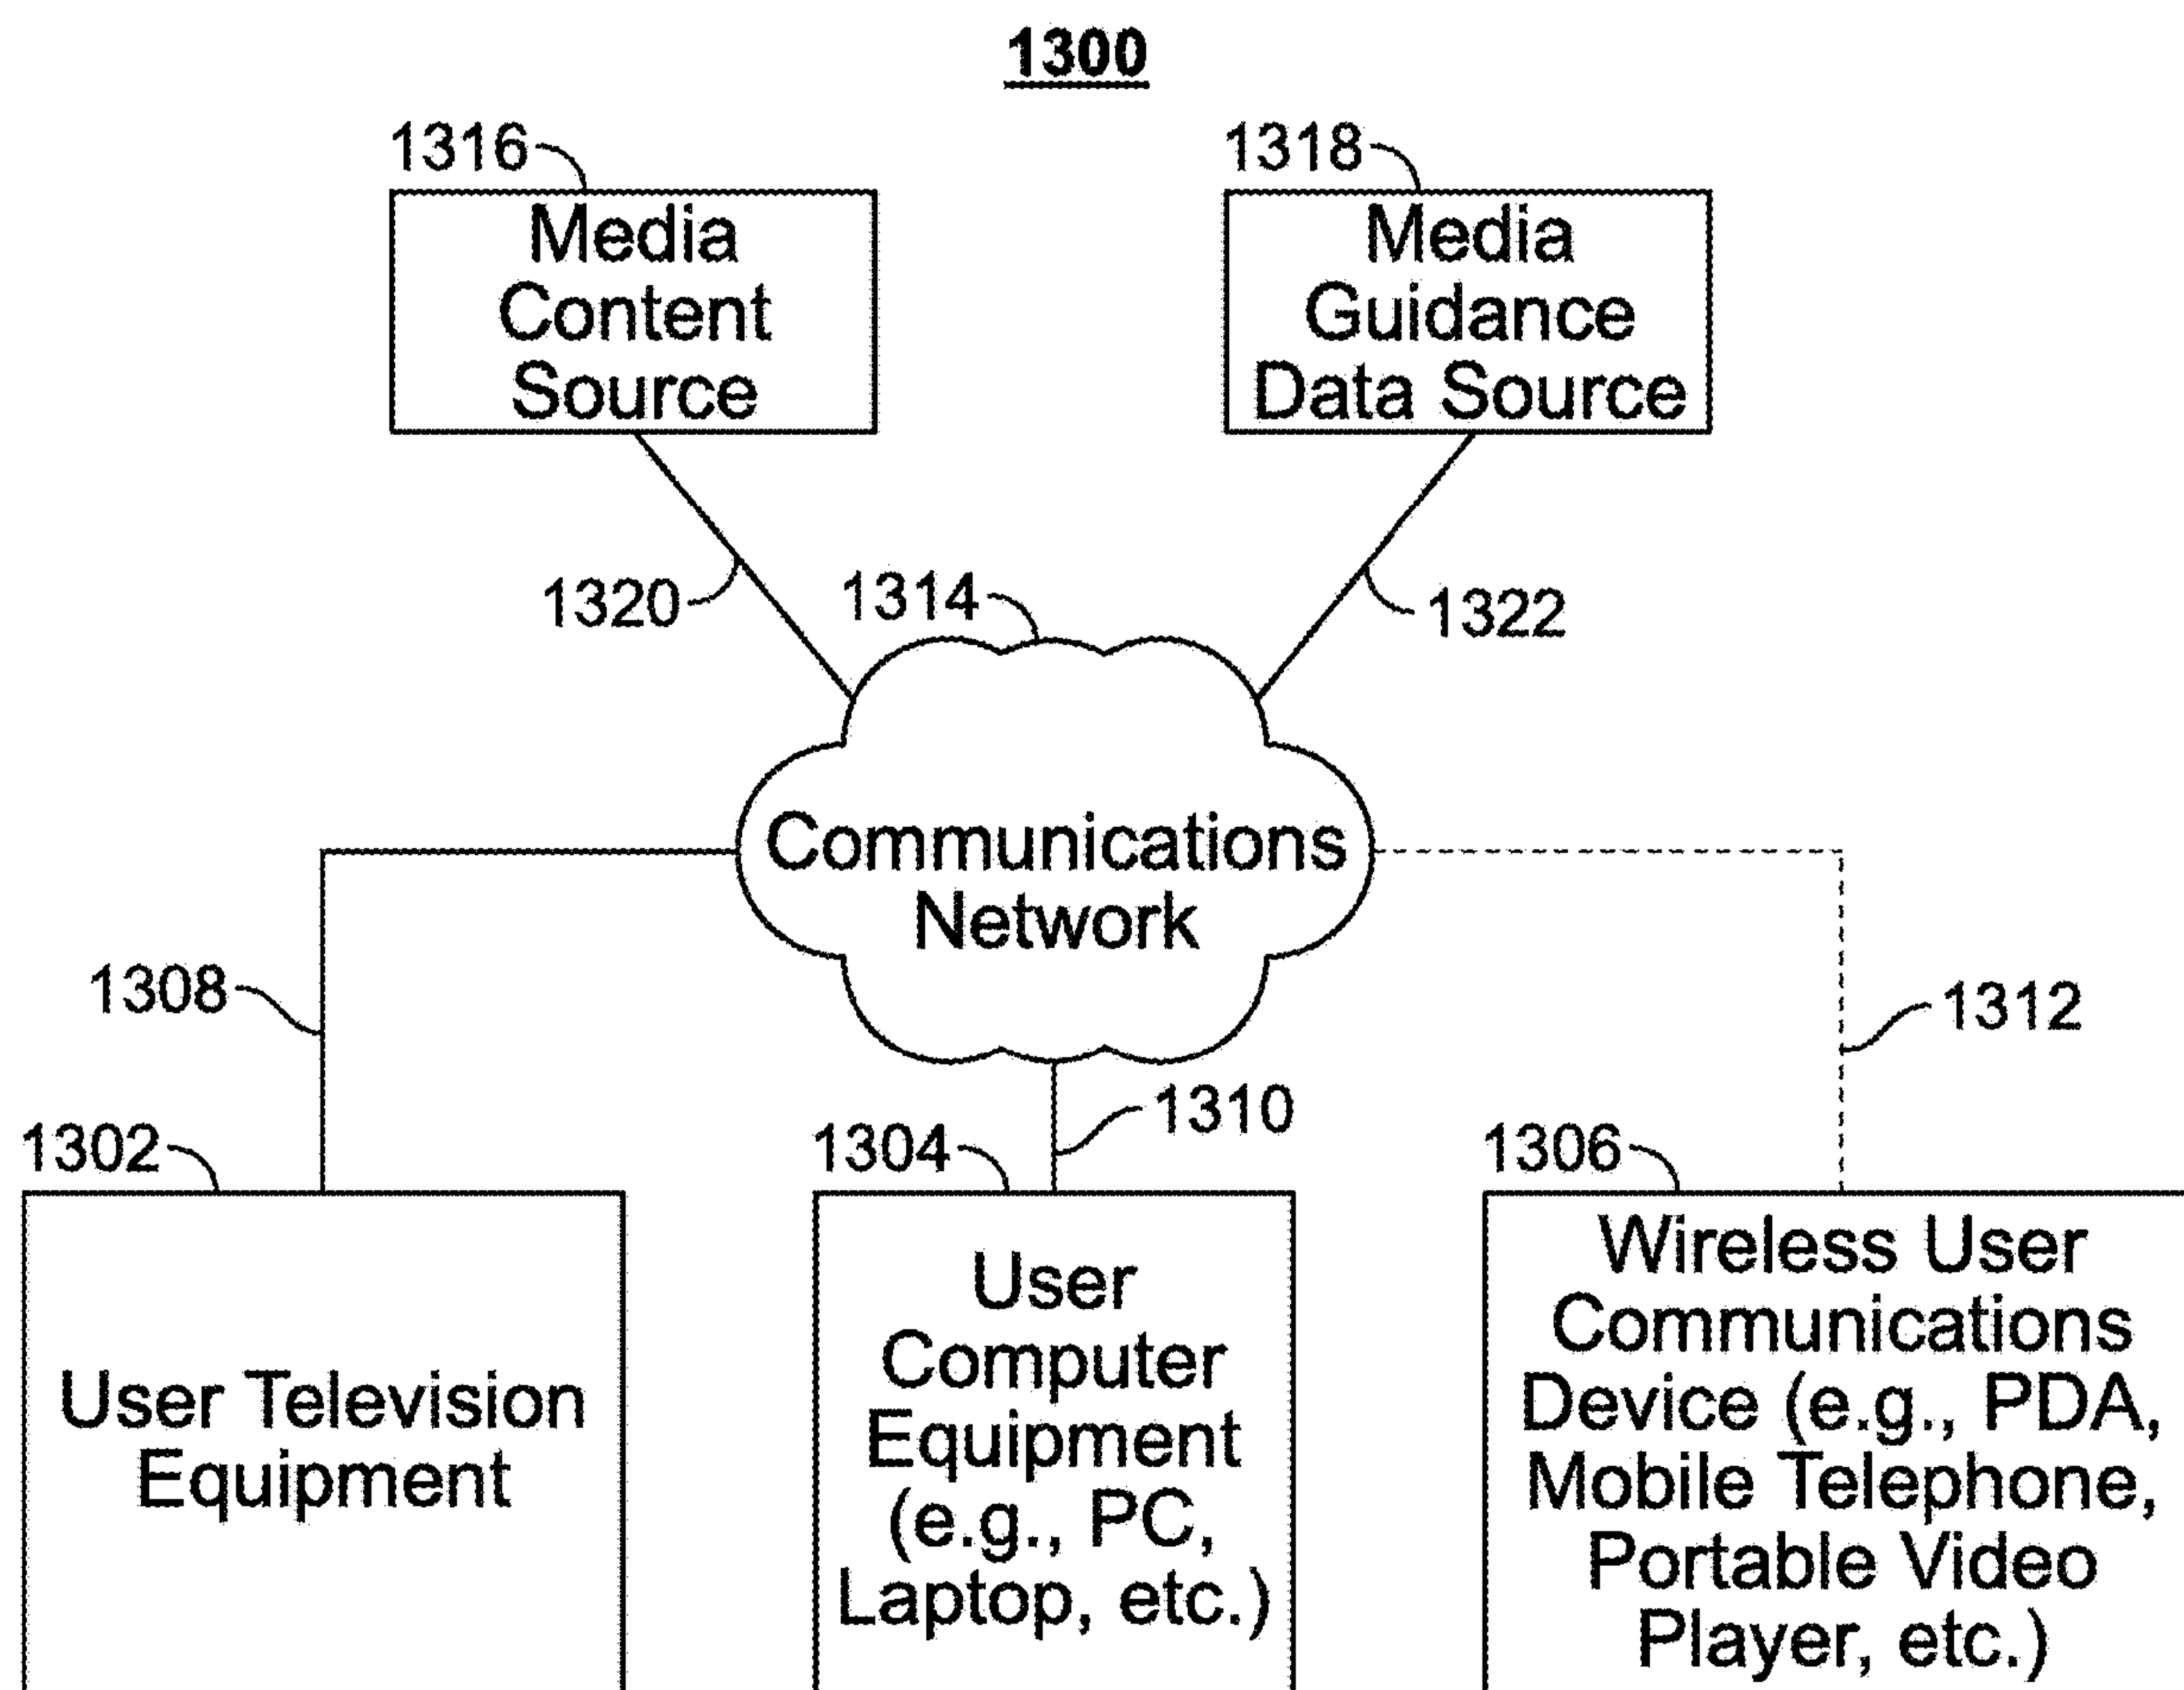 1300
1316
1318
Media
Content
Source
Media
Guidance
Data Source
1320
1314
1322
Communications
Network
1308
1312
1310
1302
1304
1306
User Television
Equipment
User
Computer
Equipment
(e.g., PC,
Laptop, etc.)
Wireless User
Communications
Device (e.g., PDA,
Mobile Telephone,
Portable Video
Player, etc.)